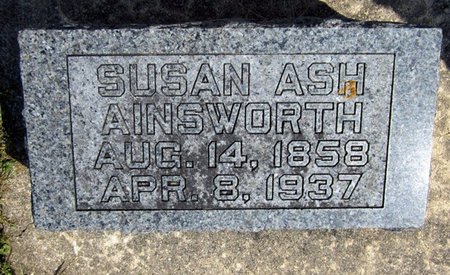 SUSAN ASH
AINSWORTH
AUG. 14, 1858
APR. 8, 1937